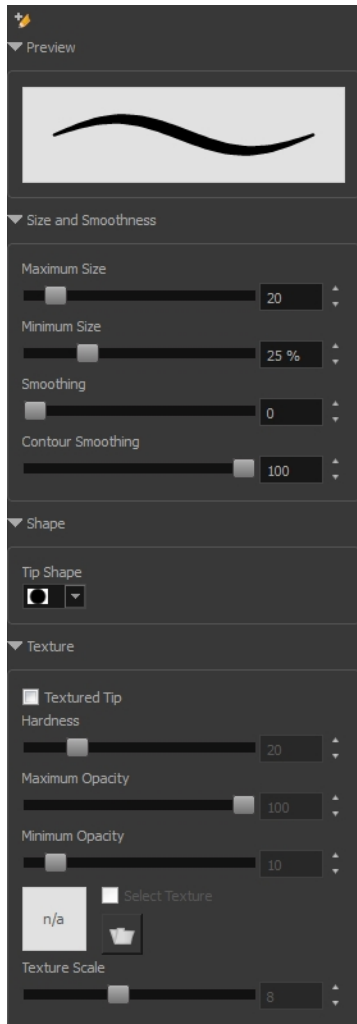 Preview
Size and Smoothness
Maximum Size
20
Minimum Size
25 %
Smoothing
0
Contour Smoothing
100
Shape
Tip Shape
Texture
Textured Tip
Hardness
20
Maximum Opacity
100
Minimum Opacity
10
n/a
Select Texture
Texture Scale
8